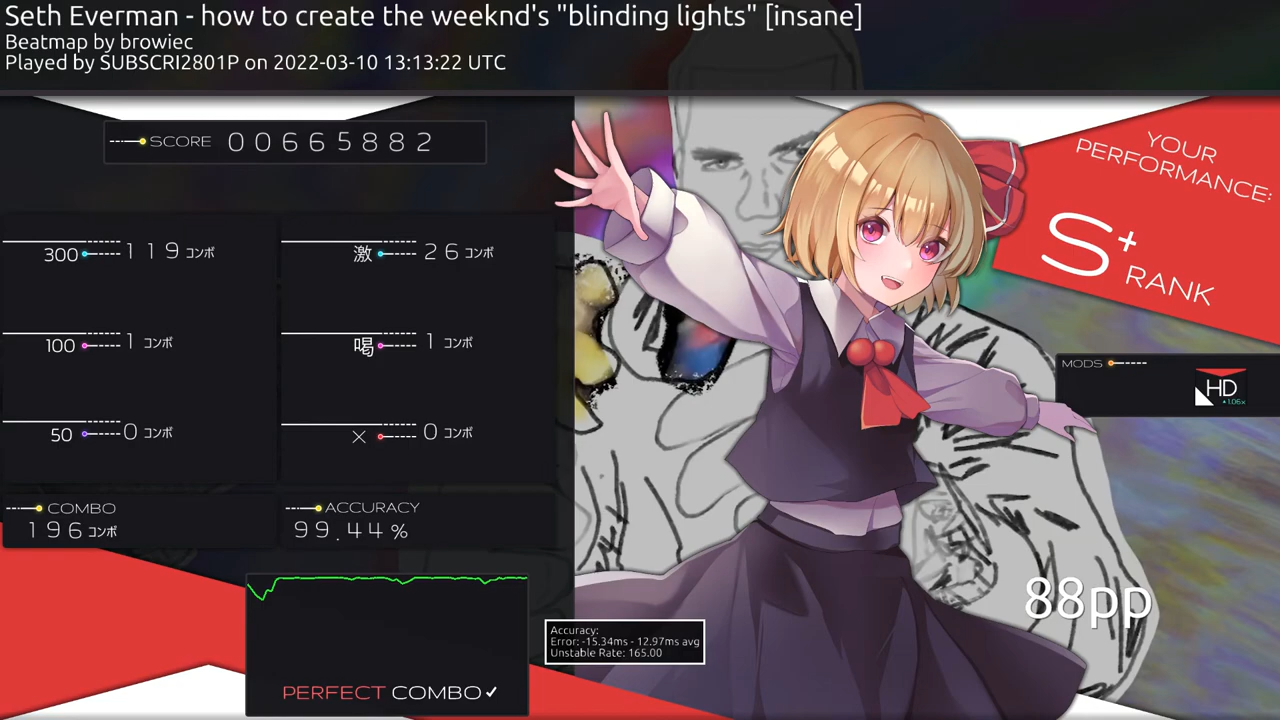 Seth Everman - how to create the weeknd's "blinding lights" [insane]
Beatmap by browiec
Played by SUBSCRI2801P on 2022-03-10 13:13:22 UTC
SCORE 00665882
YOUR
PERFORMANCE:
S+
RANK
300 119 コンボ
激 26 コンボ
100 1 コンボ
喝 1 コンボ
50 0 コンボ
× 0 コンボ
MODS
HD
1.06x
COMBO
196 コンボ
ACCURACY
99.44 %
88pp
Accuracy:
Error: -15.34ms - 12.97ms avg
Unstable Rate: 165.00
PERFECT COMBO ✓